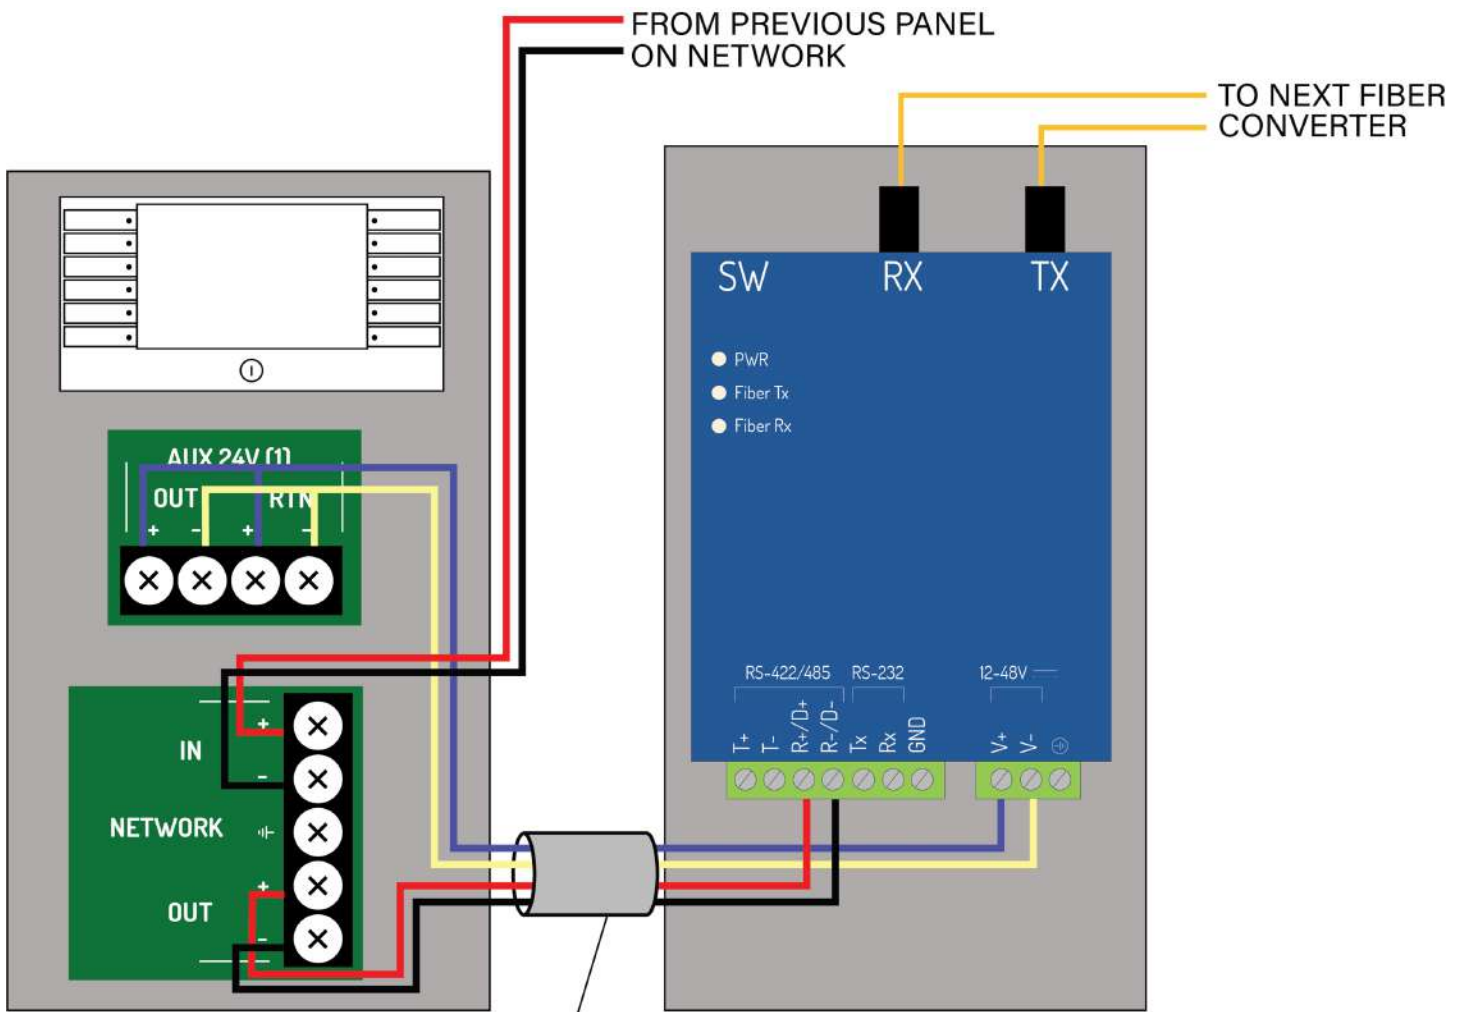 FROM PREVIOUS PANEL
ON NETWORK
TO NEXT FIBER
CONVERTER
SW RX TX
PWR
Fiber Tx
Fiber Rx
AUX 24V (1)
OUT RTN
+ - + -
RS-422/485 RS-232 12-48V
T+ T- R+/D+ R-/D- Tx Rx GND V+ V-
+
IN
-
NETWORK
+
OUT
-